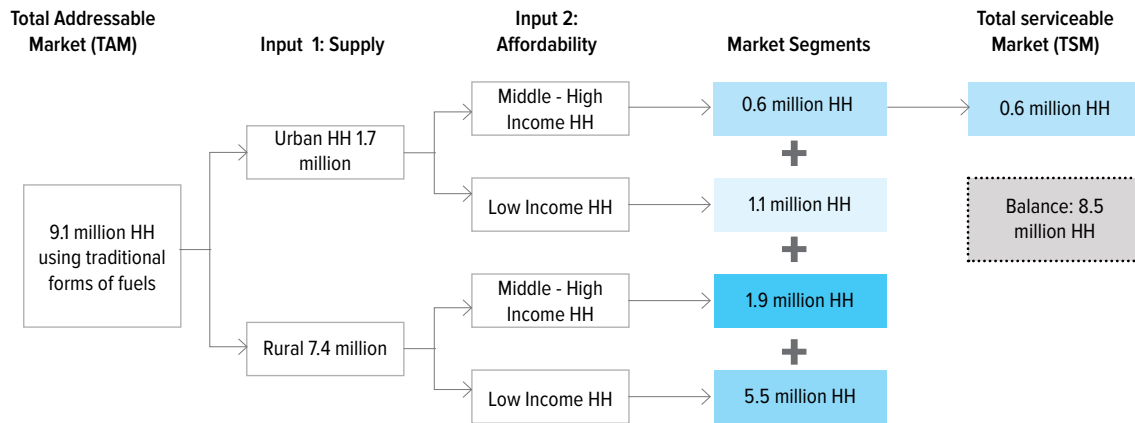 Total Addressable
Market (TAM)
Input 1: Supply
Input 2:
Affordability
Market Segments
Total serviceable
Market (TSM)
9.1 million HH
using traditional
forms of fuels
Urban HH 1.7
million
Rural 7.4 million
Middle - High
Income HH
Low Income HH
Middle - High
Income HH
Low Income HH
0.6 million HH
+
1.1 million HH
+
1.9 million HH
+
5.5 million HH
0.6 million HH
Balance: 8.5
million HH